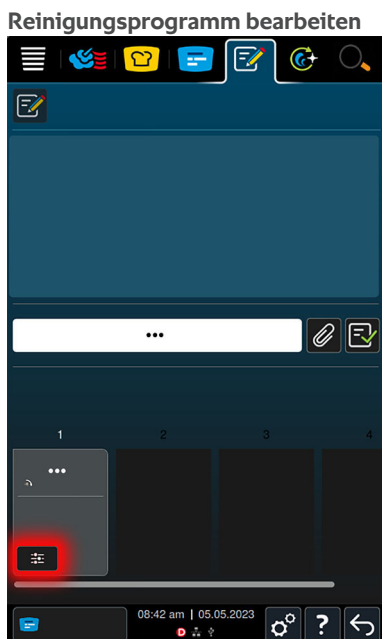 Reinigungsprogramm bearbeiten
•••
1 2 3 4
•••
08:42 am | 05.05.2023
D
?